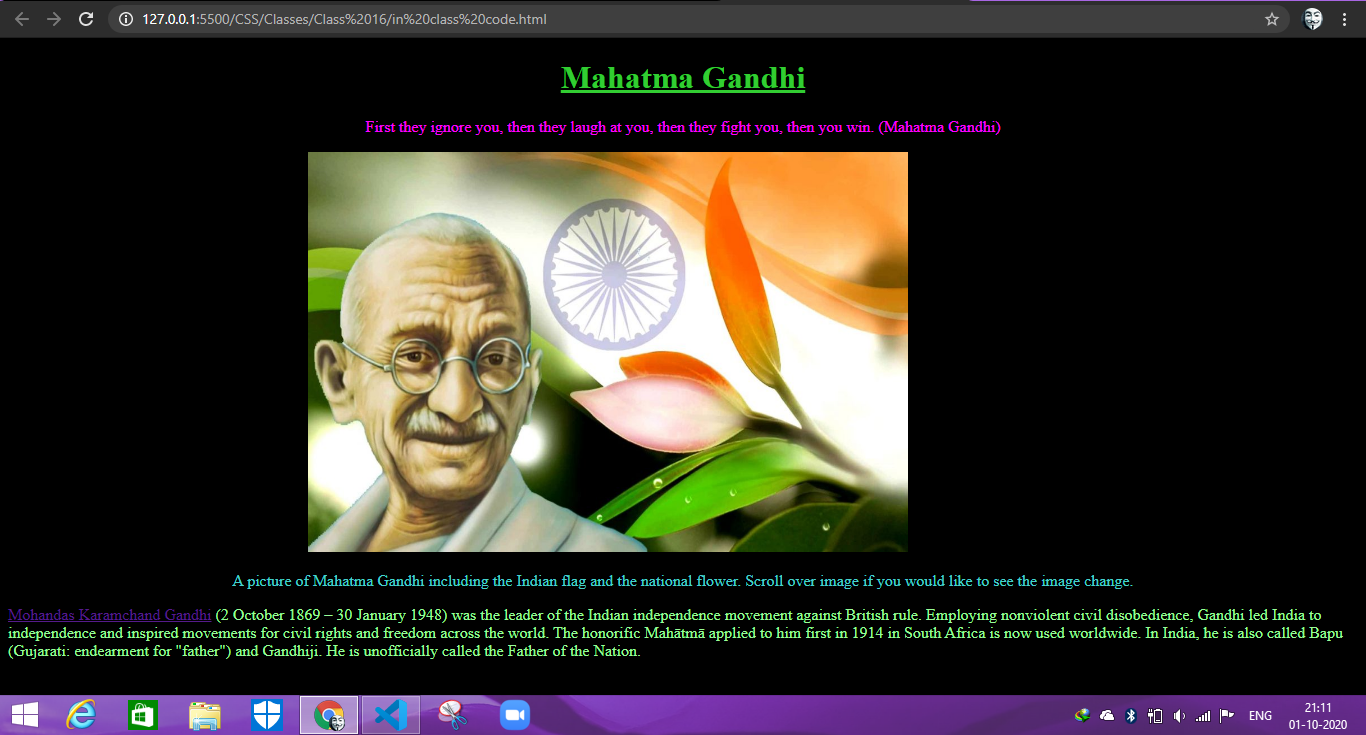 127.0.0.1:5500/CSS/Classes/Class%2016/in%20class%20code.html
Mahatma Gandhi
First they ignore you, then they laugh at you, then they fight you, then you win. (Mahatma Gandhi)
A picture of Mahatma Gandhi including the Indian flag and the national flower. Scroll over image if you would like to see the image change.
Mohandas Karamchand Gandhi (2 October 1869 – 30 January 1948) was the leader of the Indian independence movement against British rule. Employing nonviolent civil disobedience, Gandhi led India to
independence and inspired movements for civil rights and freedom across the world. The honorific Mahātmā applied to him first in 1914 in South Africa is now used worldwide. In India, he is also called Bapu
(Gujarati: endearment for "father") and Gandhiji. He is unofficially called the Father of the Nation.
ENG
21:11
01-10-2020